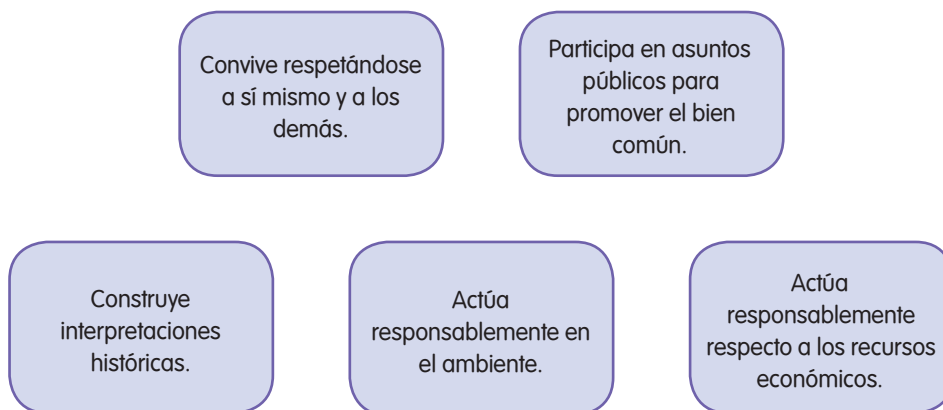 Convive respetándose
a sí mismo y a los
demás.
Participa en asuntos
públicos para
promover el bien
común.
Construye
interpretaciones
históricas.
Actúa
responsablemente en
el ambiente.
Actúa
responsablemente
respecto a los recursos
económicos.